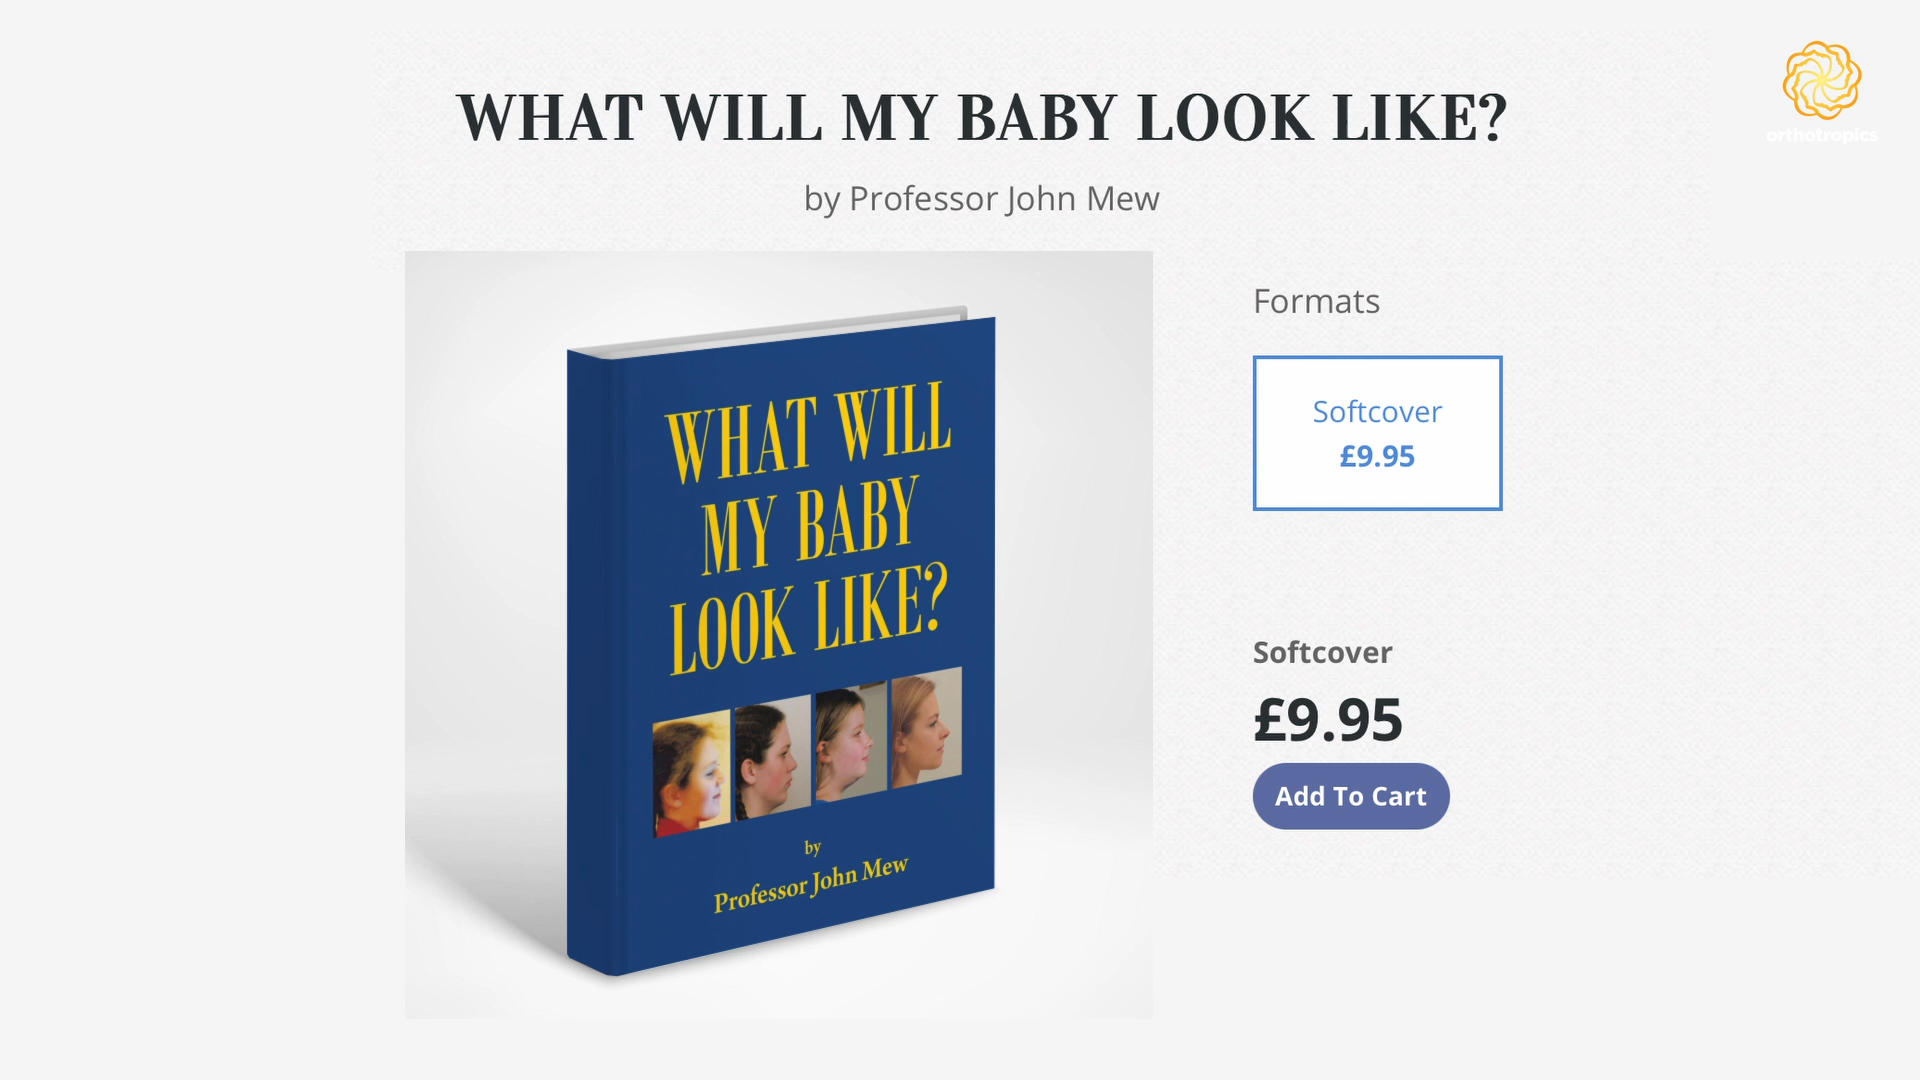 WHAT WILL MY BABY LOOK LIKE?
orthotropics
by Professor John Mew
WHAT WILL
MY BABY
LOOK LIKE?
by
Professor John Mew
Formats
Softcover
£9.95
Softcover
£9.95
Add To Cart